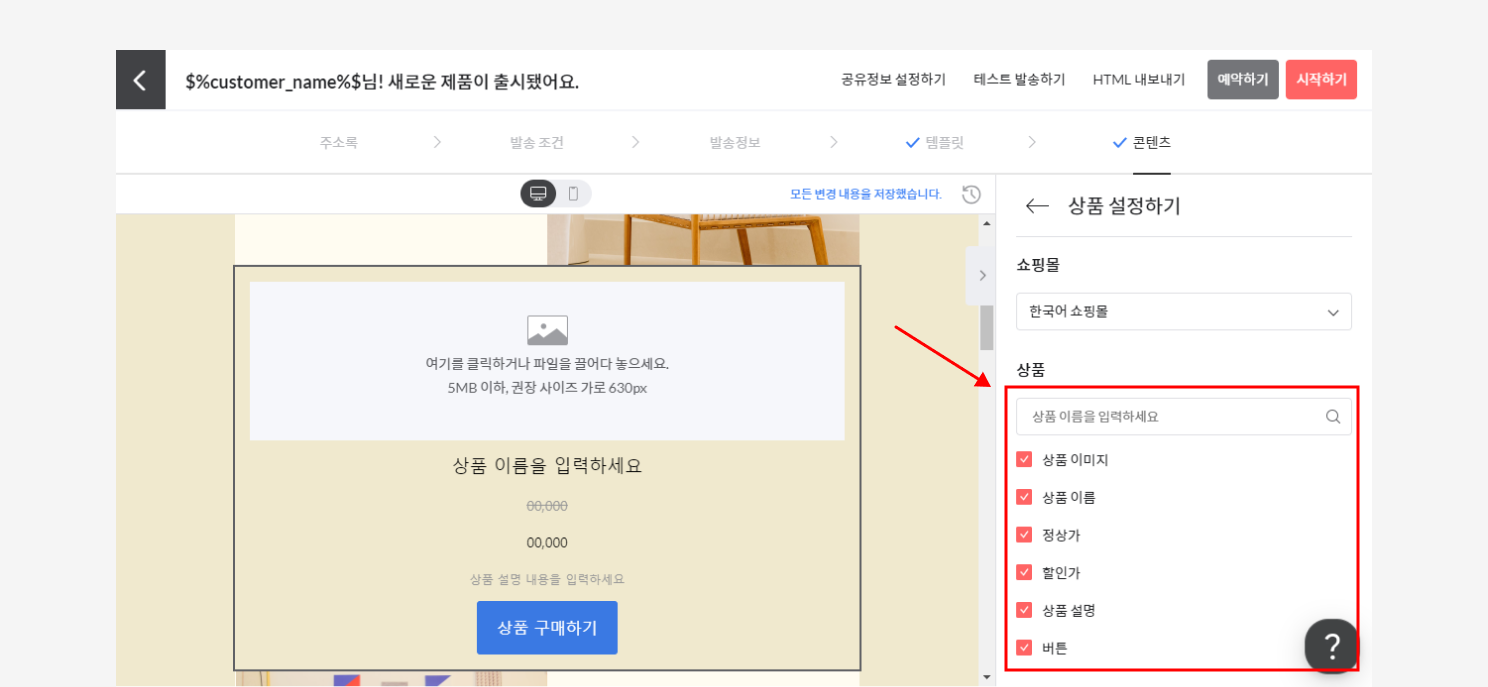 $%customer_name%$님! 새로운 제품이 출시됐어요.
공유정보 설정하기 테스트 발송하기 HTML 내보내기 예약하기 시작하기
주소록 발송 조건 발송정보 템플릿 콘텐츠
모든 변경 내용을 저장했습니다.
여기를 클릭하거나 파일을 끌어다 놓으세요.
5MB 이하, 권장 사이즈 가로 630px
상품 이름을 입력하세요
00,000
00,000
상품 설명 내용을 입력하세요
상품 구매하기
상품 설정하기
쇼핑몰
한국어 쇼핑몰
상품
상품 이름을 입력하세요
상품 이미지
상품 이름
정상가
할인가
상품 설명
버튼
?